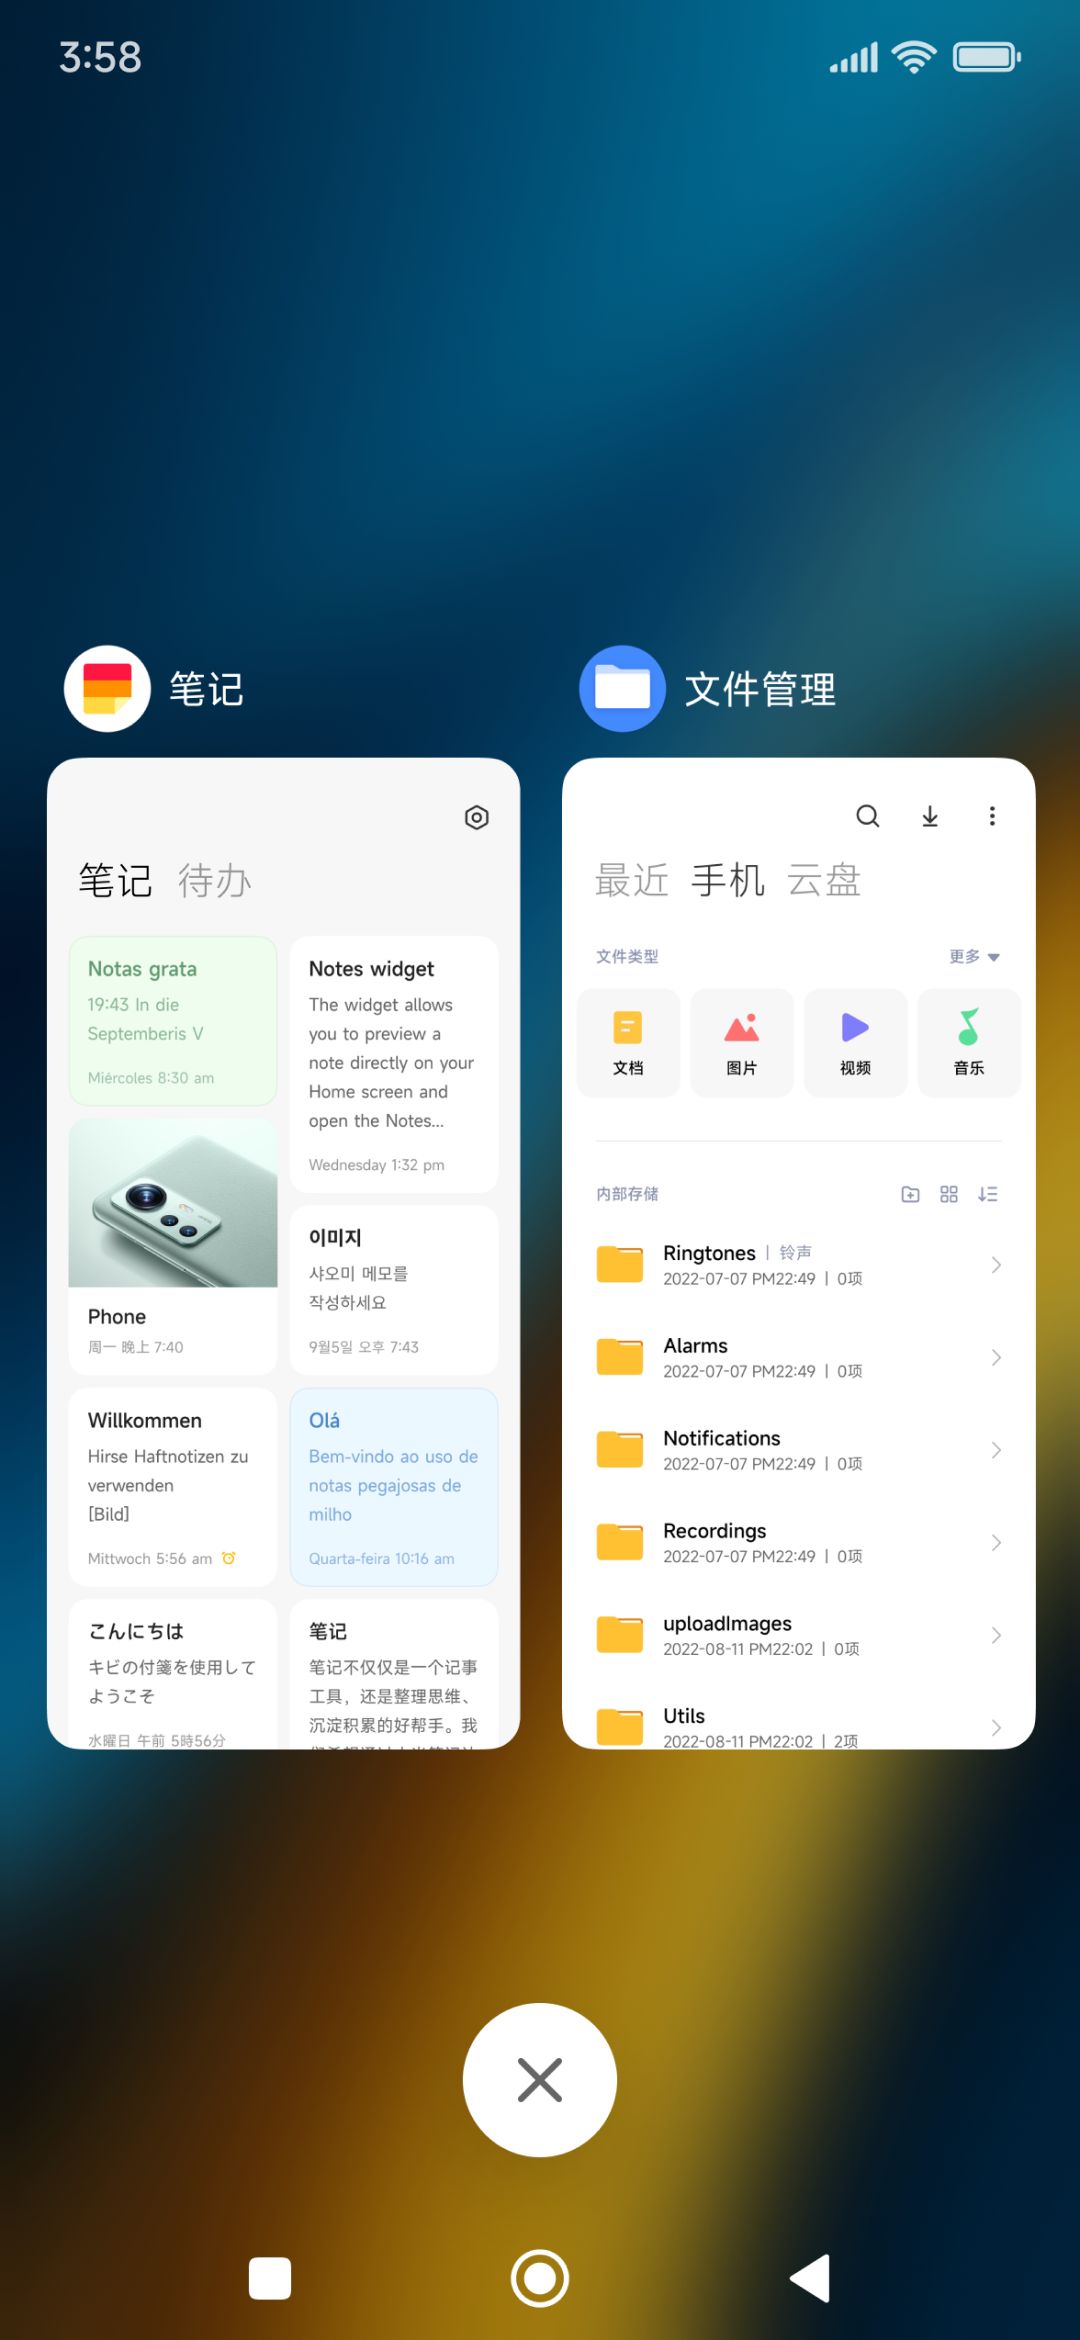 3:58
笔记
文件管理
笔记 待办
Notas grata
19:43 In die
Septemberis V
Miércoles 8:30 am
Phone
周一 晚上 7:40
Willkommen
Hirse Haftnotizen zu
verwenden
[Bild]
Mittwoch 5:56 am
こんにちは
キビの付箋を使用して
ようこそ
水曜日 午前 5時56分
Notes widget
The widget allows
you to preview a
note directly on your
Home screen and
open the Notes...
Wednesday 1:32 pm
이미지
샤오미 메모를
작성하세요
9월5일 오후 7:43
Olá
Bem-vindo ao uso de
notas pegajosas de
milho
Quarta-feira 10:16 am
笔记
笔记不仅仅是一个记事
工具，还是整理思维、
沉淀积累的好帮手。我
最近 手机 云盘
文件类型 更多
文档 图片 视频 音乐
内部存储
Ringtones | 铃声
2022-07-07 PM22:49 | 0项
Alarms
2022-07-07 PM22:49 | 0项
Notifications
2022-07-07 PM22:49 | 0项
Recordings
2022-07-07 PM22:49 | 0项
uploadImages
2022-08-11 PM22:02 | 0项
Utils
2022-08-11 PM22:02 | 2项